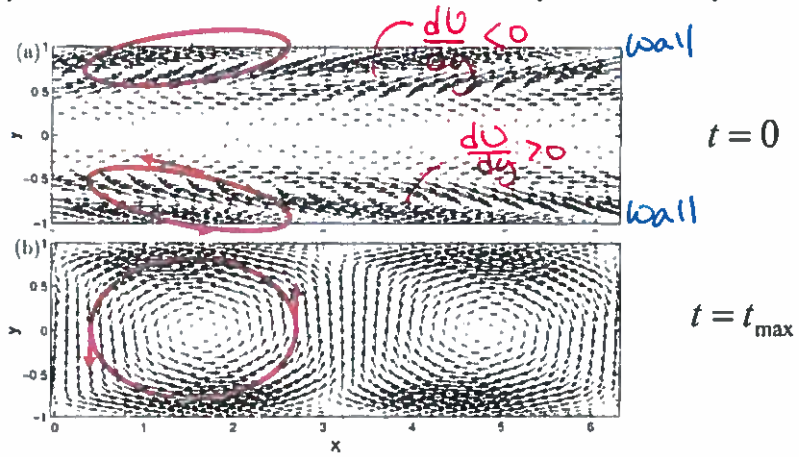 (a) 1
0.5
y 0
-0.5
-1
dU/dy < 0
dU/dy > 0
wall
wall
t = 0
(b)
0.5
y 0
-0.5
-1
0 1 2 3 4 5 6
x
t = t_max